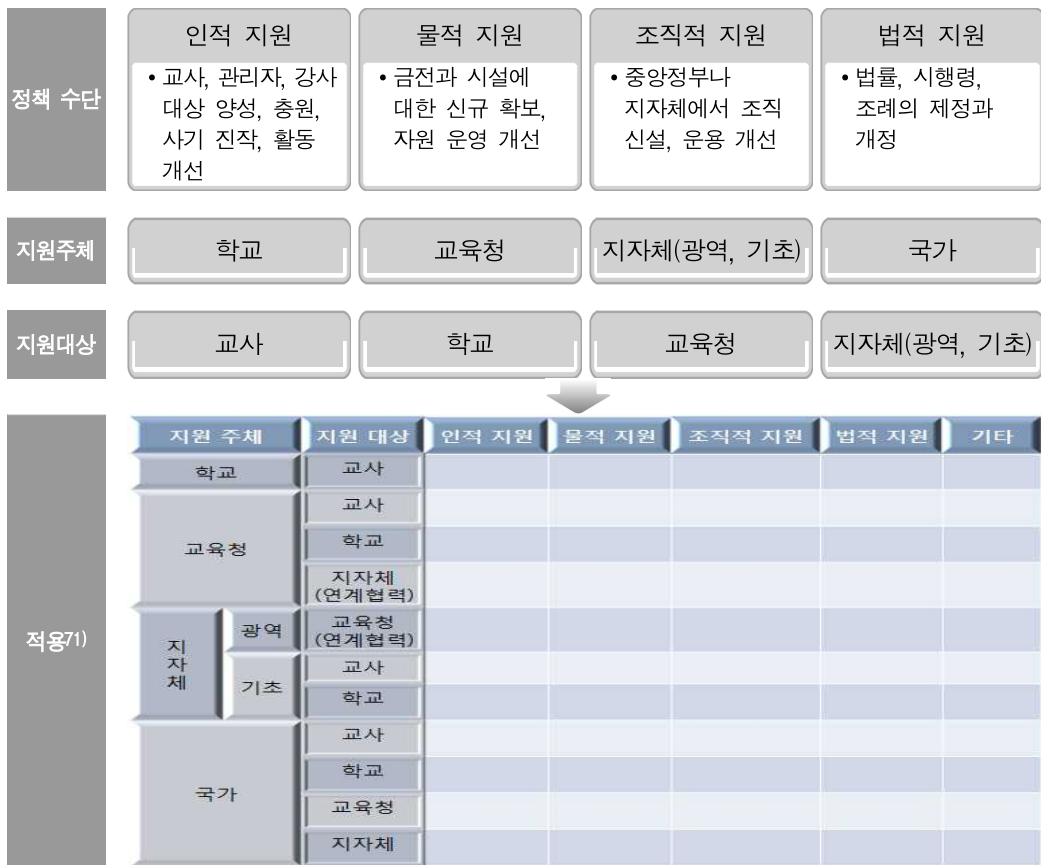 정책 수단
인적 지원
• 교사, 관리자, 강사
대상 양성, 충원,
사기 진작, 활동
개선
물적 지원
• 금전과 시설에
대한 신규 확보,
자원 운영 개선
조직적 지원
• 중앙정부나
지자체에서 조직
신설, 운용 개선
법적 지원
• 법률, 시행령,
조례의 제정과
개정
지원주체
학교
교육청
지자체(광역, 기초)
국가
지원대상
교사
학교
교육청
지자체(광역, 기초)
적용71)
지원 주체 지원 대상 인적 지원 물적 지원 조직적 지원 법적 지원 기타
학교
교사
교육청
교사
학교
지자체
(연계협력)
지
자
체
광역
교육청
(연계협력)
기초
교사
학교
국가
교사
학교
교육청
지자체